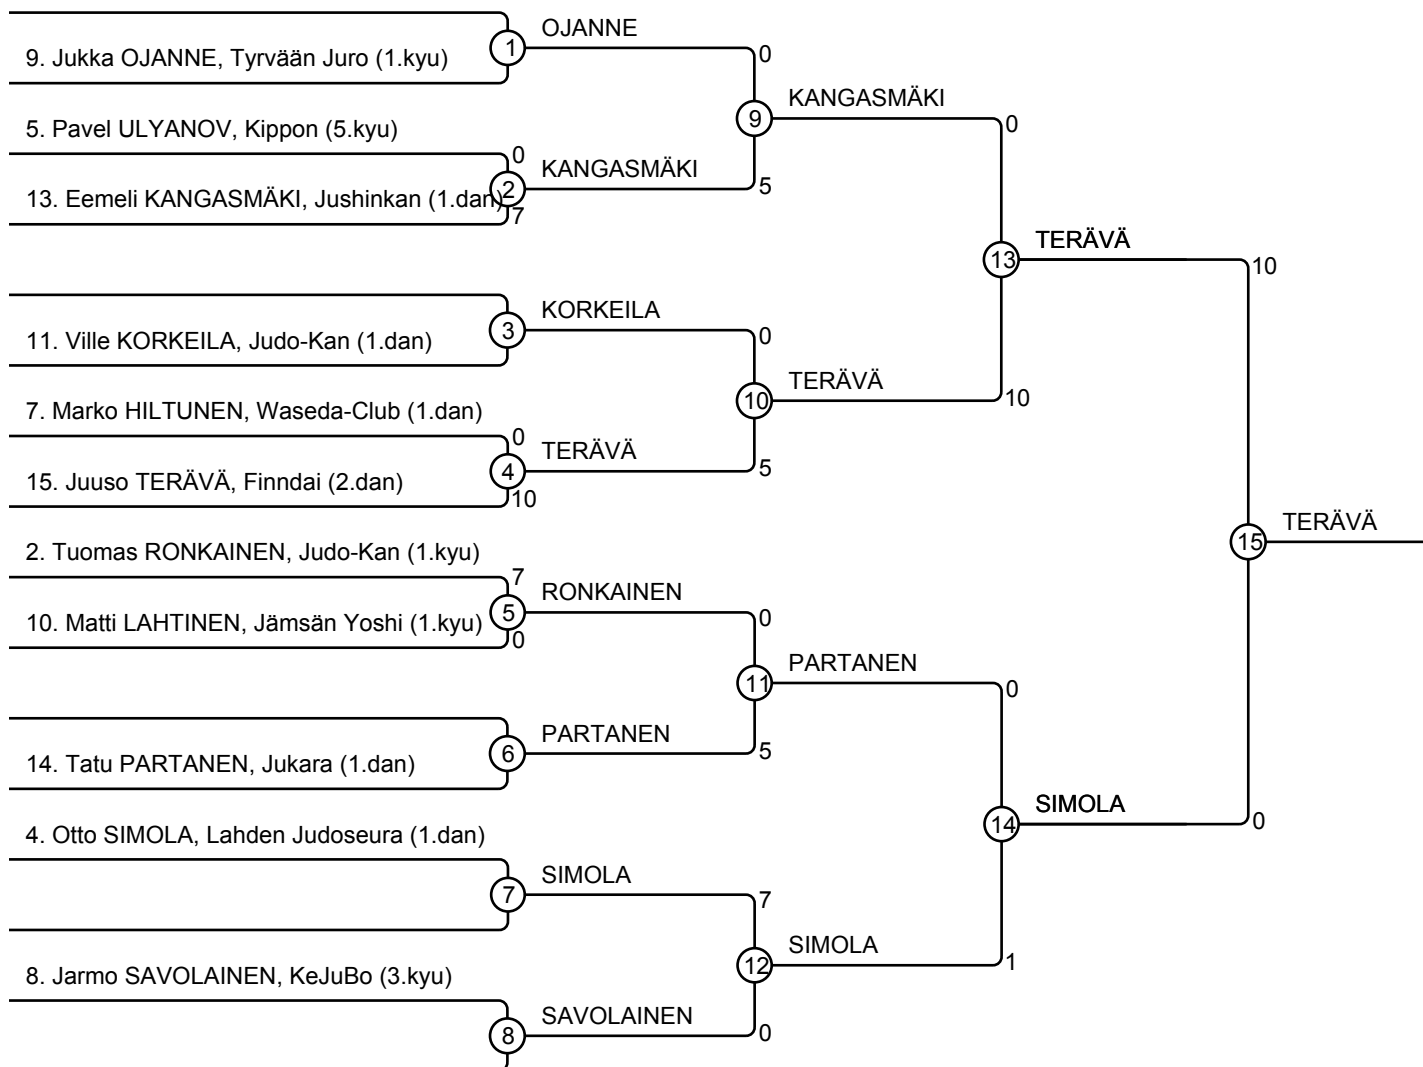 OJANNE
1
9. Jukka OJANNE, Tyrvään Juro (1.kyu)
0
KANGASMÄKI
9
0
5. Pavel ULYANOV, Kippon (5.kyu)
0
KANGASMÄKI
5
2
13. Eemeli KANGASMÄKI, Jushinkan (1.dan)
7
TERÄVÄ
13
10
KORKEILA
3
0
11. Ville KORKEILA, Judo-Kan (1.dan)
TERÄVÄ
10
10
7. Marko HILTUNEN, Waseda-Club (1.dan)
0
TERÄVÄ
5
4
15. Juuso TERÄVÄ, Finndai (2.dan)
10
TERÄVÄ
15
2. Tuomas RONKAINEN, Judo-Kan (1.kyu)
7
RONKAINEN
5
0
10. Matti LAHTINEN, Jämsän Yoshi (1.kyu)
0
PARTANEN
11
0
PARTANEN
5
6
14. Tatu PARTANEN, Jukara (1.dan)
SIMOLA
14
0
4. Otto SIMOLA, Lahden Judoseura (1.dan)
SIMOLA
7
7
SIMOLA
12
1
8. Jarmo SAVOLAINEN, KeJuBo (3.kyu)
SAVOLAINEN
0
8